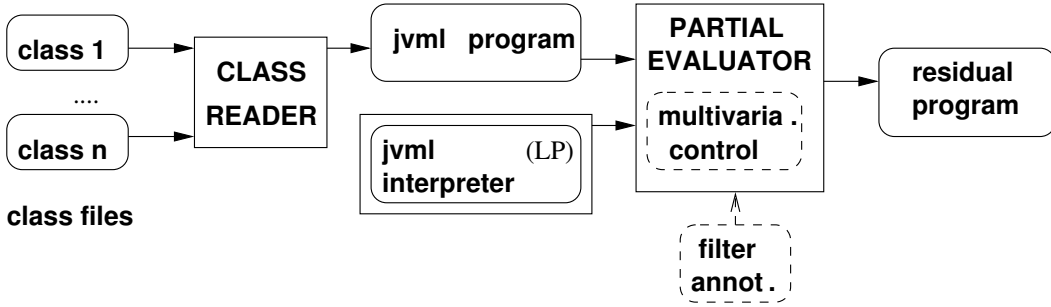 class 1
....
class n
class files
CLASS
READER
jvml program
jvml (LP)
interpreter
PARTIAL
EVALUATOR
multivaria .
control
filter
annot .
residual
program